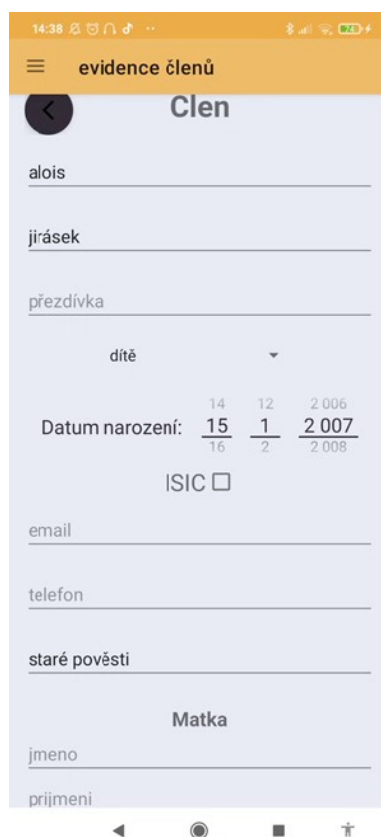 14:38
evidence členů
Clen
alois
jirásek
přezdívka
dítě
14 12 2 006
Datum narození: 15 1 2 007
16 2 2 008
ISIC
email
telefon
staré pověsti
Matka
jmeno
prijmeni